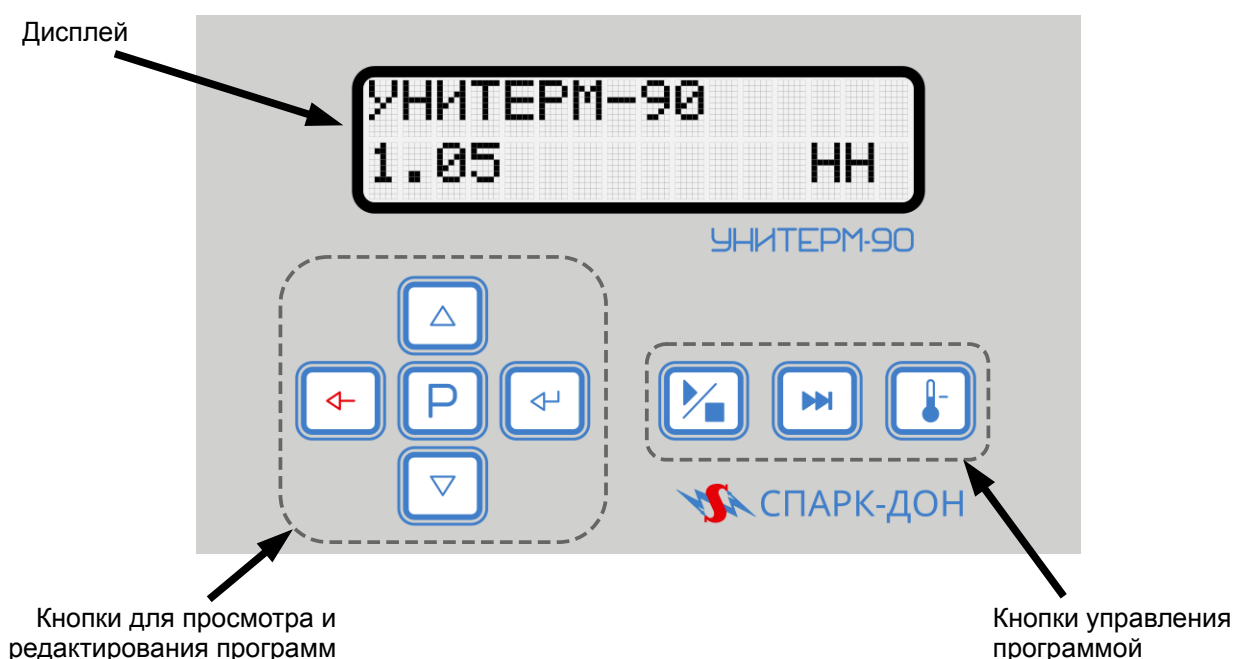 Дисплей
УНИТЕРМ-90
1.05 НН
УНИТЕРМ-90
P
СПАРК-ДОН
Кнопки для просмотра и
редактирования программ
Кнопки управления
программой